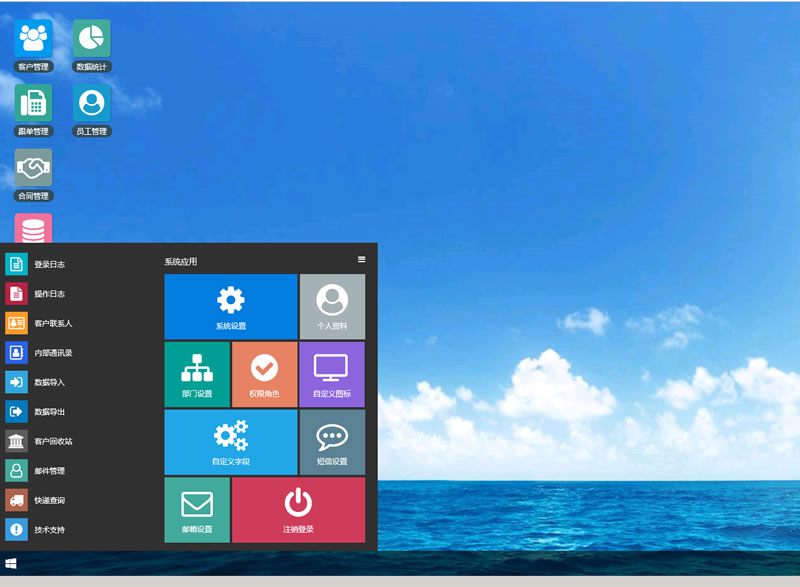 客户管理
数据统计
跟单管理
员工管理
合同管理
登录日志
操作日志
客户联系人
内部通讯录
数据导入
数据导出
客户回收站
邮件管理
快递查询
技术支持
系统应用
系统设置
个人资料
部门设置
权限角色
自定义图标
自定义字段
短信设置
邮箱设置
注销登录